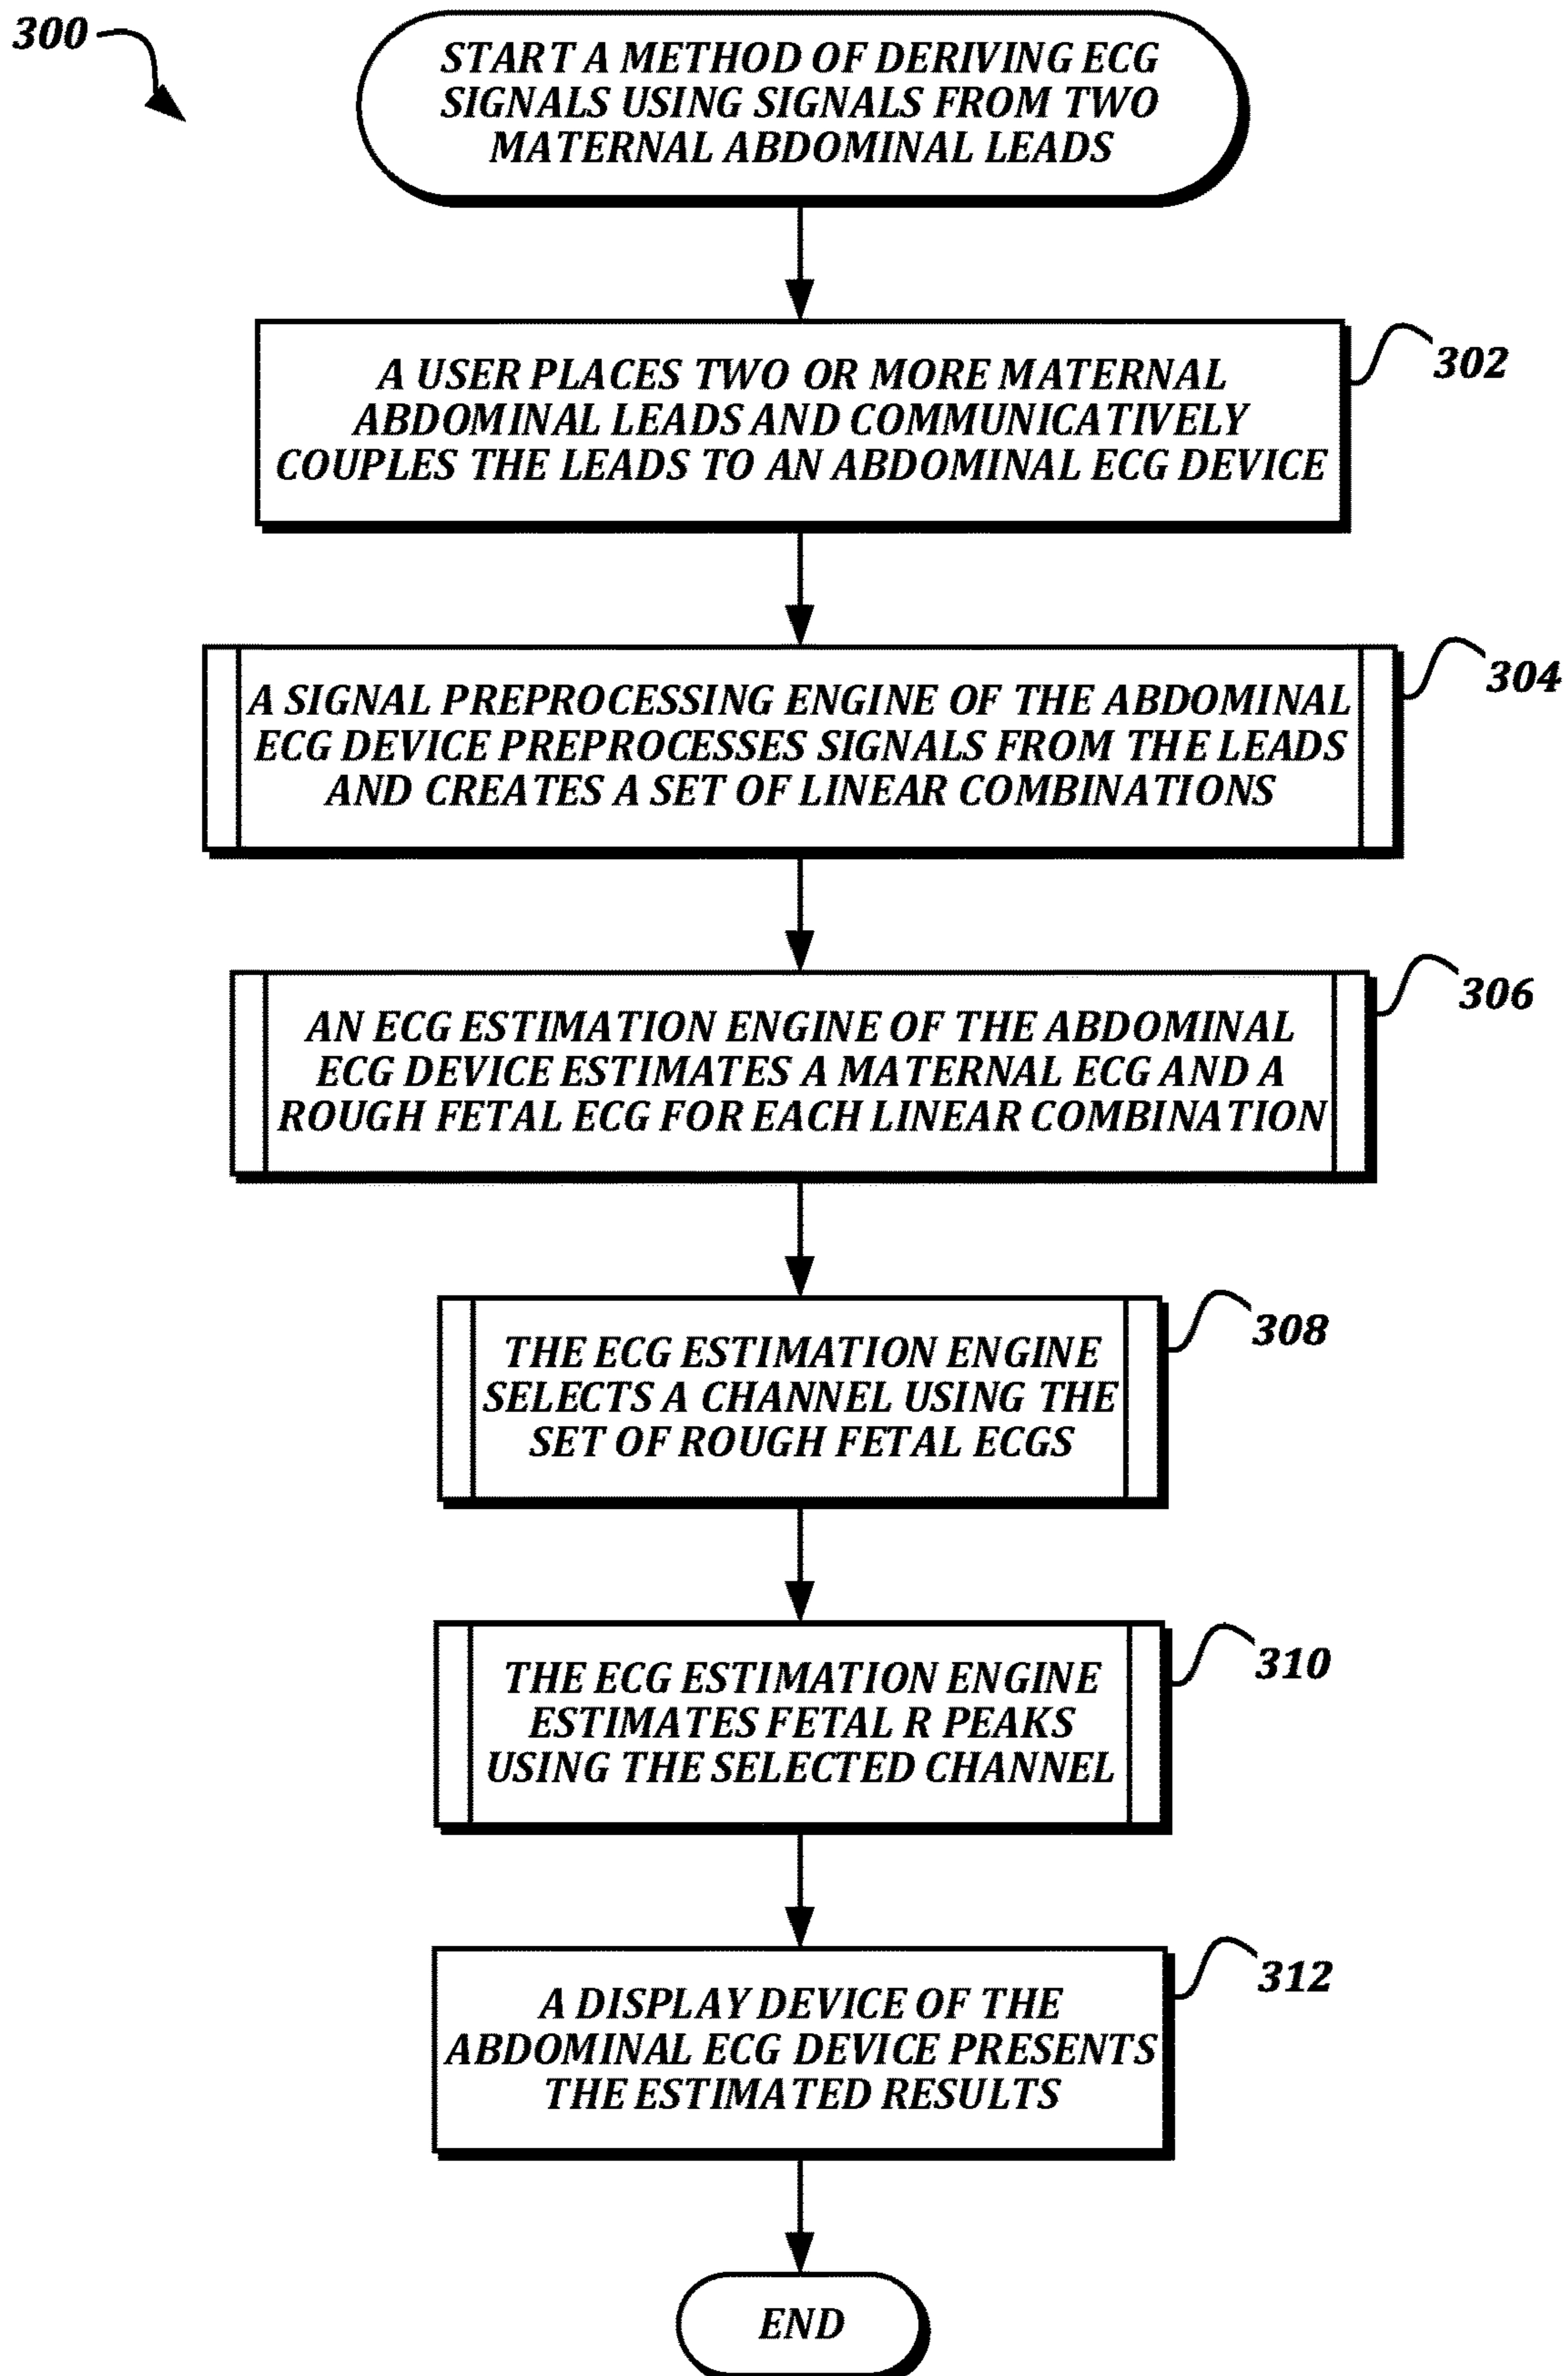 300
START A METHOD OF DERIVING ECG
SIGNALS USING SIGNALS FROM TWO
MATERNAL ABDOMINAL LEADS
A USER PLACES TWO OR MORE MATERNAL
ABDOMINAL LEADS AND COMMUNICATIVELY
COUPLES THE LEADS TO AN ABDOMINAL ECG DEVICE
302
A SIGNAL PREPROCESSING ENGINE OF THE ABDOMINAL
ECG DEVICE PREPROCESSES SIGNALS FROM THE LEADS
AND CREATES A SET OF LINEAR COMBINATIONS
304
AN ECG ESTIMATION ENGINE OF THE ABDOMINAL
ECG DEVICE ESTIMATES A MATERNAL ECG AND A
ROUGH FETAL ECG FOR EACH LINEAR COMBINATION
306
THE ECG ESTIMATION ENGINE
SELECTS A CHANNEL USING THE
SET OF ROUGH FETAL ECGS
308
THE ECG ESTIMATION ENGINE
ESTIMATES FETAL R PEAKS
USING THE SELECTED CHANNEL
310
A DISPLAY DEVICE OF THE
ABDOMINAL ECG DEVICE PRESENTS
THE ESTIMATED RESULTS
312
END